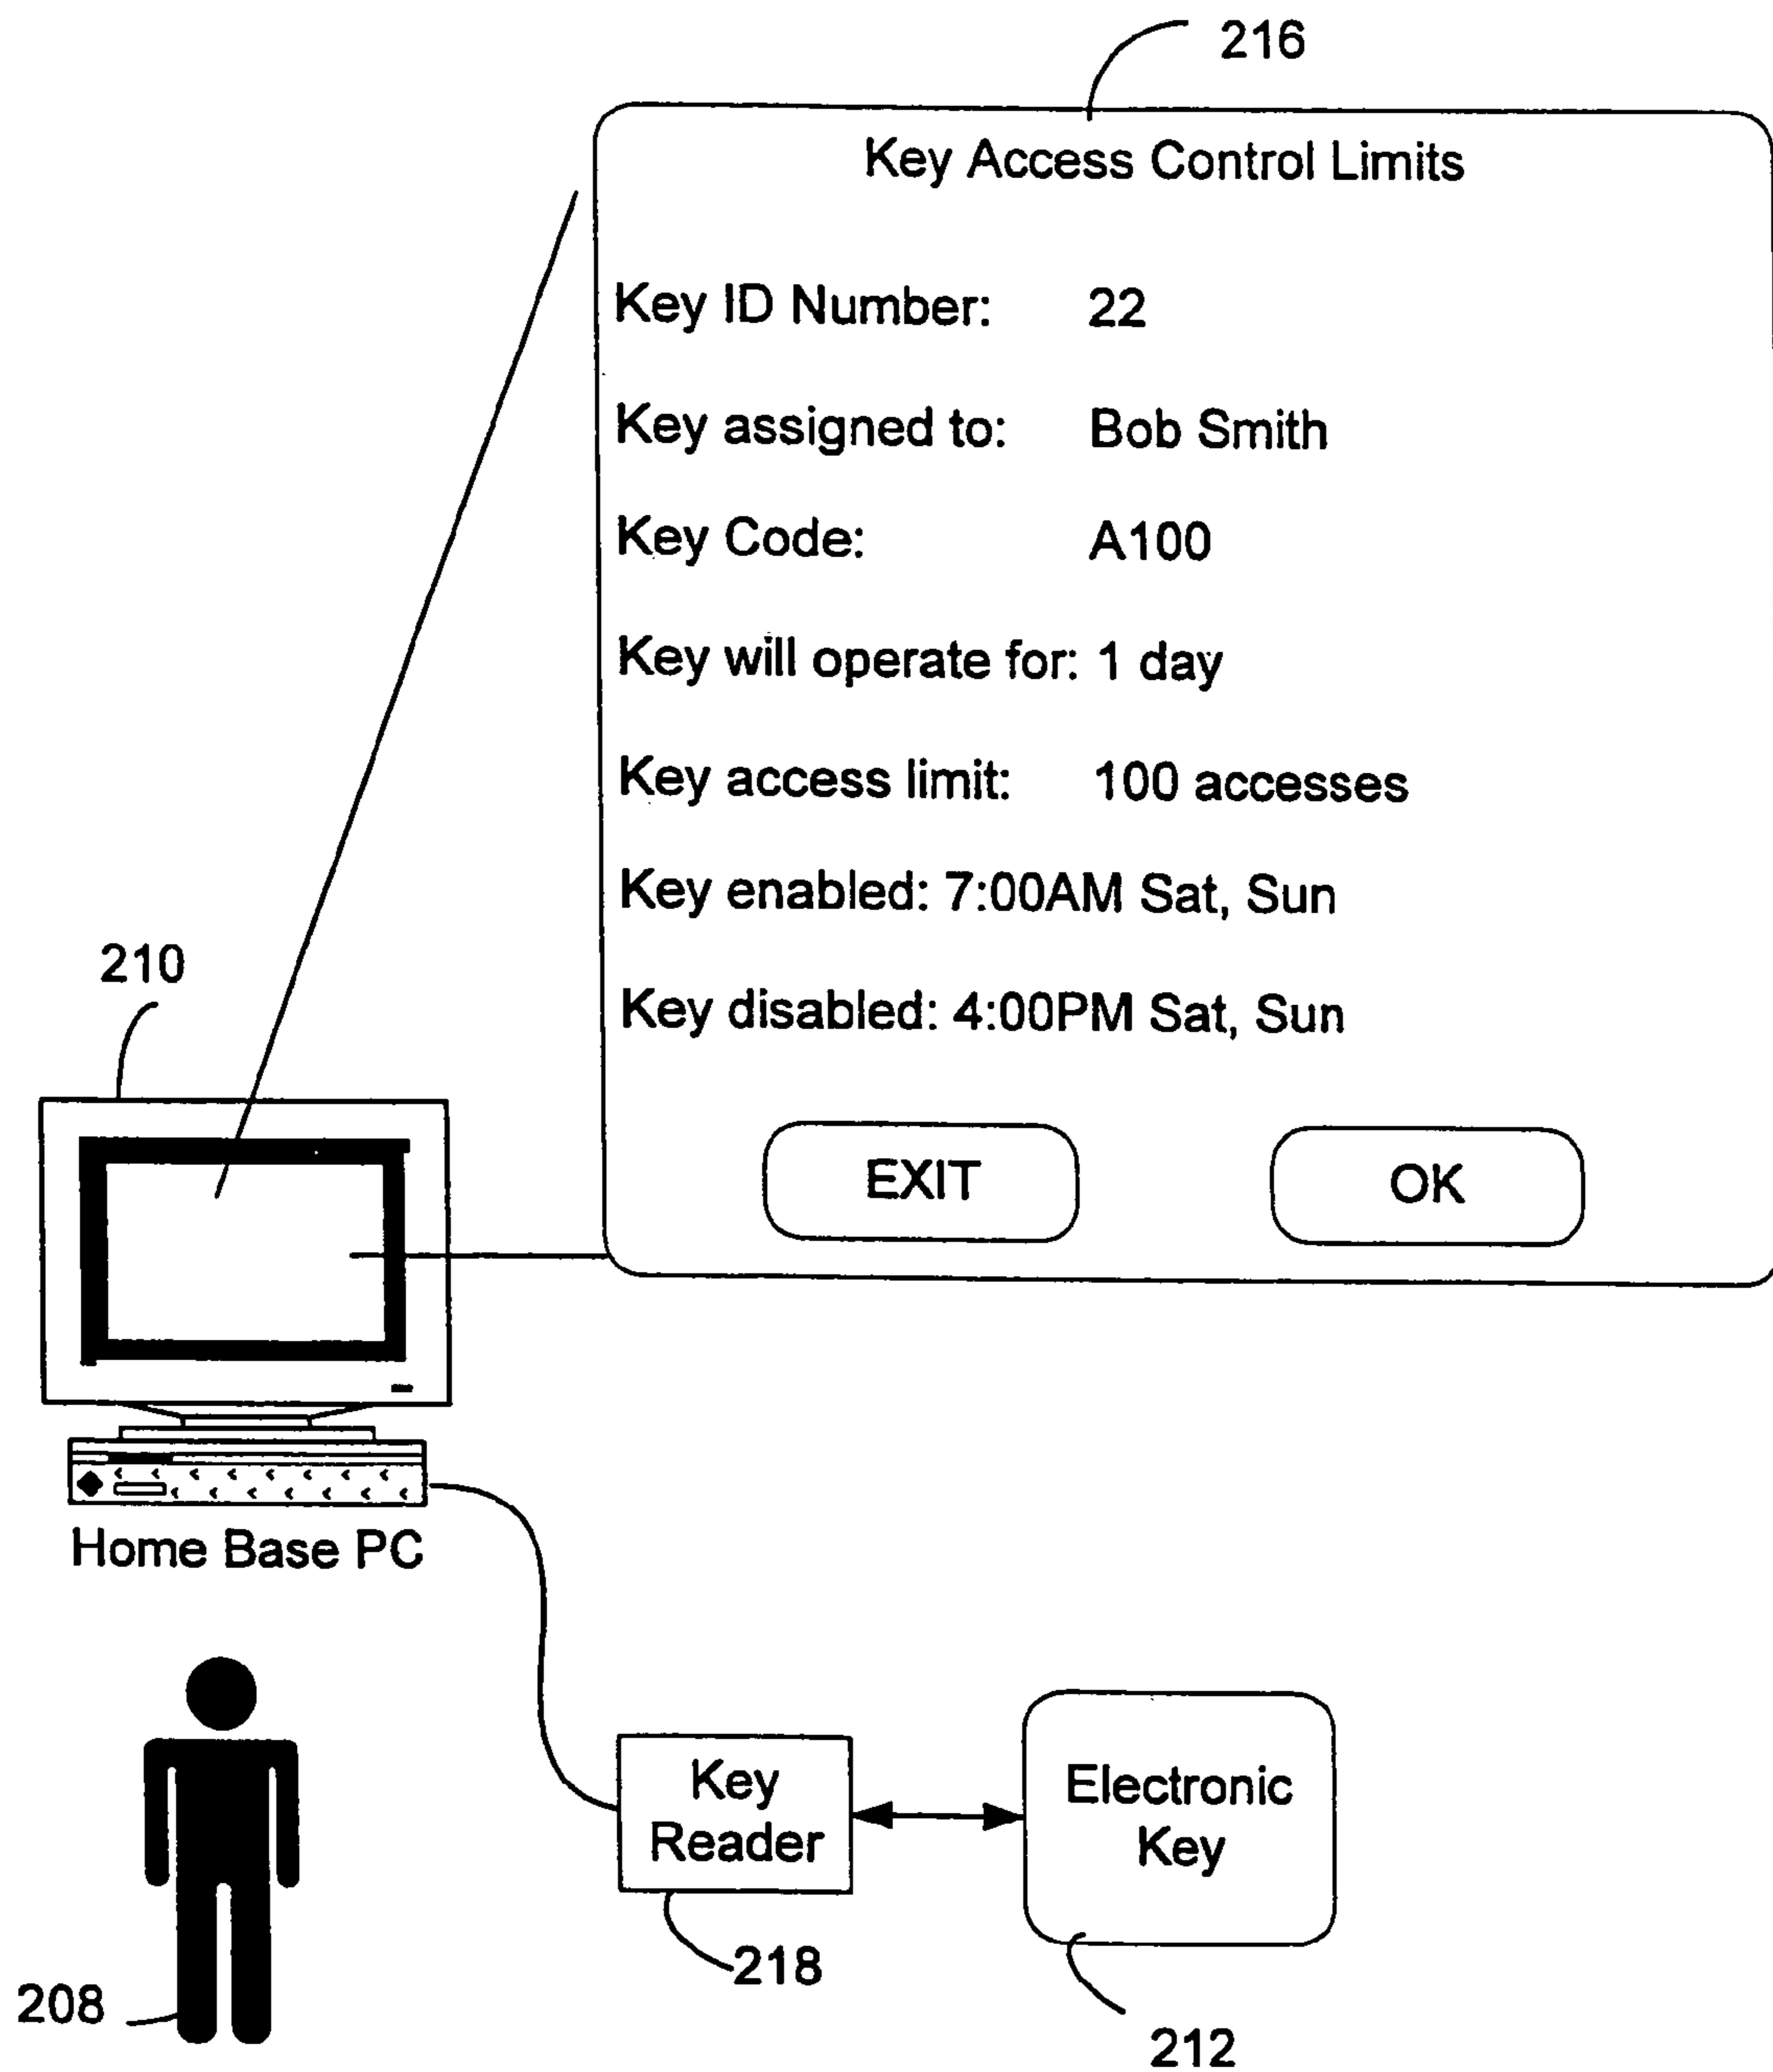 216
Key Access Control Limits
Key ID Number: 22
Key assigned to: Bob Smith
Key Code: A100
Key will operate for: 1 day
Key access limit: 100 accesses
Key enabled: 7:00AM Sat, Sun
Key disabled: 4:00PM Sat, Sun
EXIT OK
210
Home Base PC
Key
Reader
Electronic
Key
218
208
212